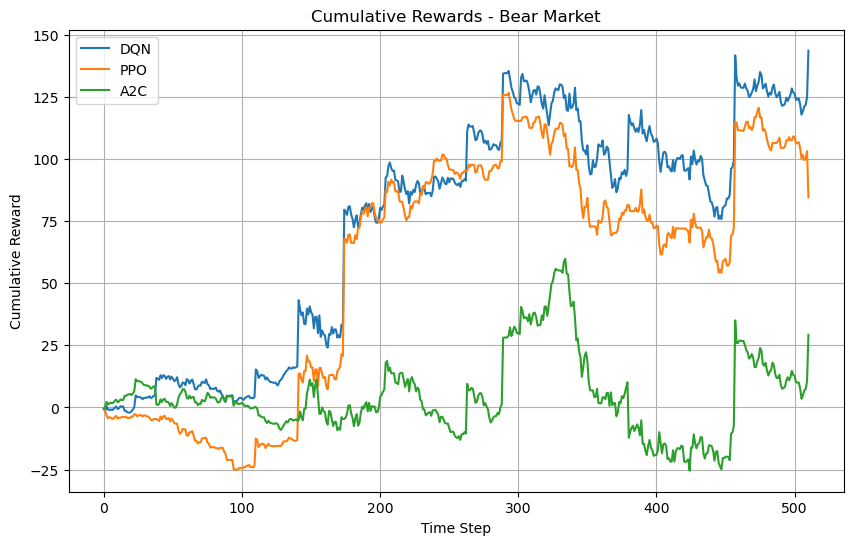 Cumulative Rewards - Bear Market
DQN
PPO
A2C
Cumulative Reward
150
125
100
75
50
25
0
−25
0 100 200 300 400 500
Time Step